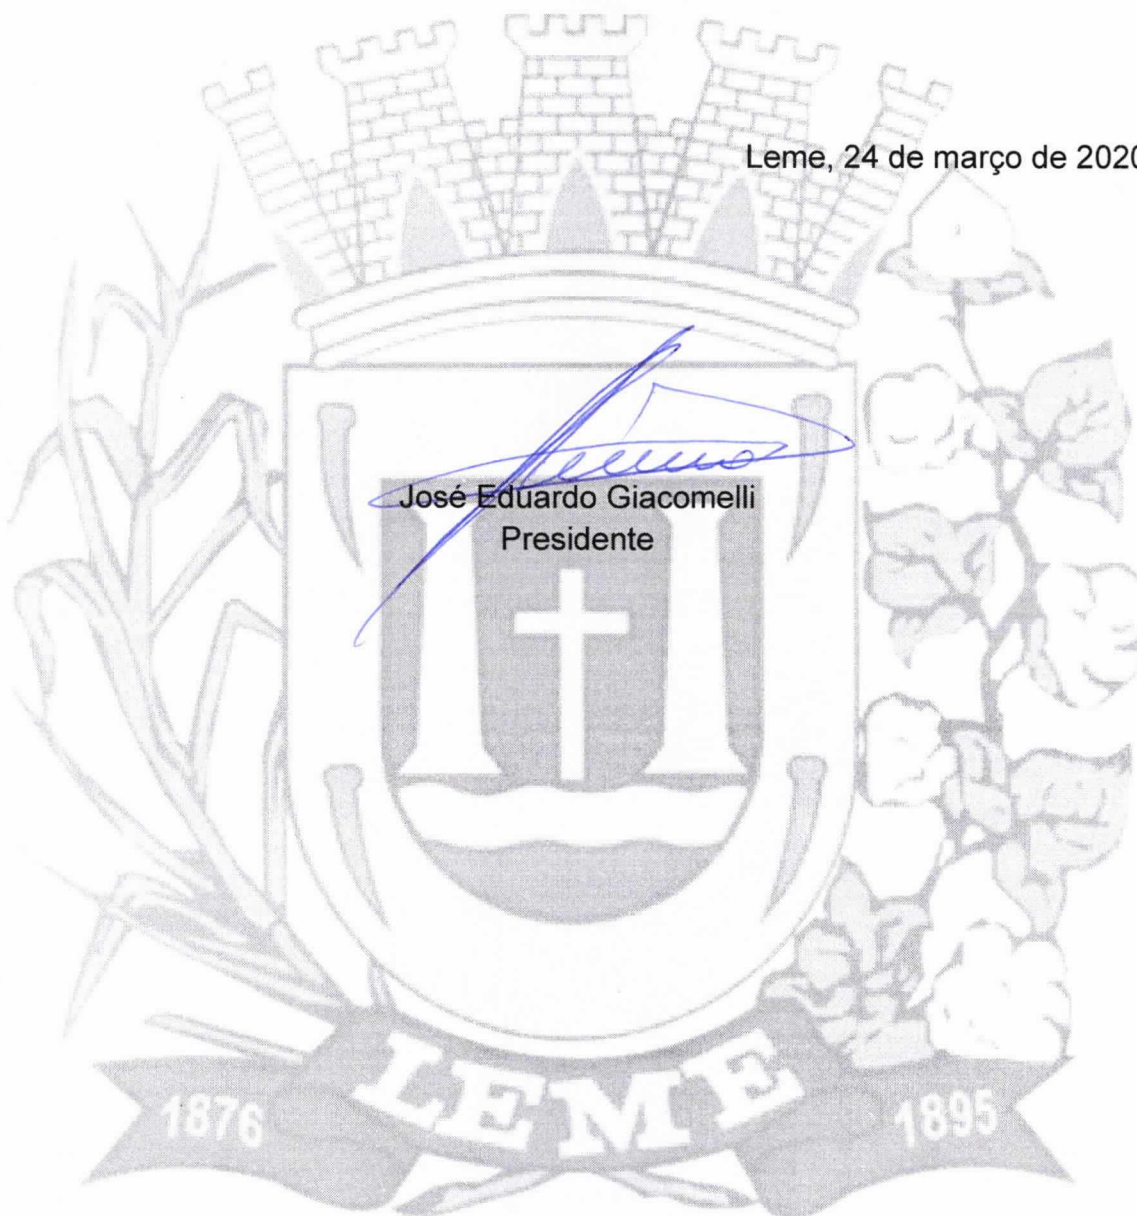 Leme, 24 de março de 2020
José Eduardo Giacomelli
Presidente
LEME
1876
1895